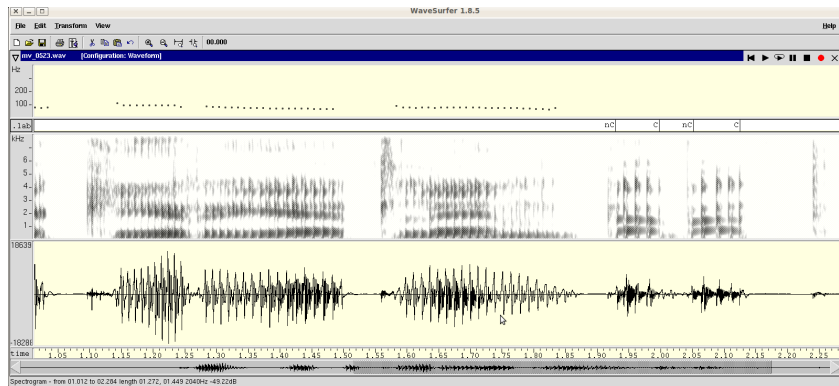 WaveSurfer 1.8.5
File Edit Transform View Help
00.000
mv_0523.wav [Configuration: Waveform]
Hz
200
100
.lab nC C nC C
kHz
6
5
4
3
2
1
18639
-18288
time 1.05 1.10 1.15 1.20 1.25 1.30 1.35 1.40 1.45 1.50 1.55 1.60 1.65 1.70 1.75 1.80 1.85 1.90 1.95 2.00 2.05 2.10 2.15 2.20 2.25
Spectrogram - from 01.012 to 02.284 length 01.272, 01.449 2040Hz -49.22dB